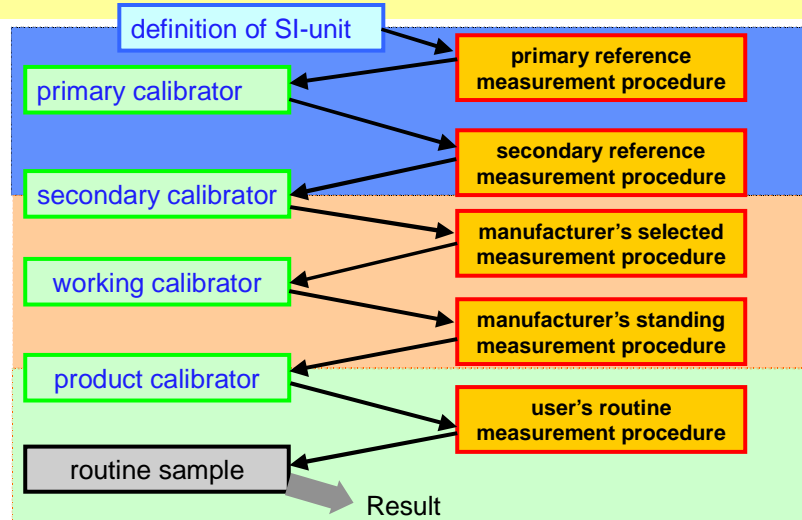 definition of SI-unit
primary reference
measurement procedure
primary calibrator
secondary reference
measurement procedure
secondary calibrator
manufacturer's selected
measurement procedure
working calibrator
manufacturer's standing
measurement procedure
product calibrator
user's routine
measurement procedure
routine sample
Result